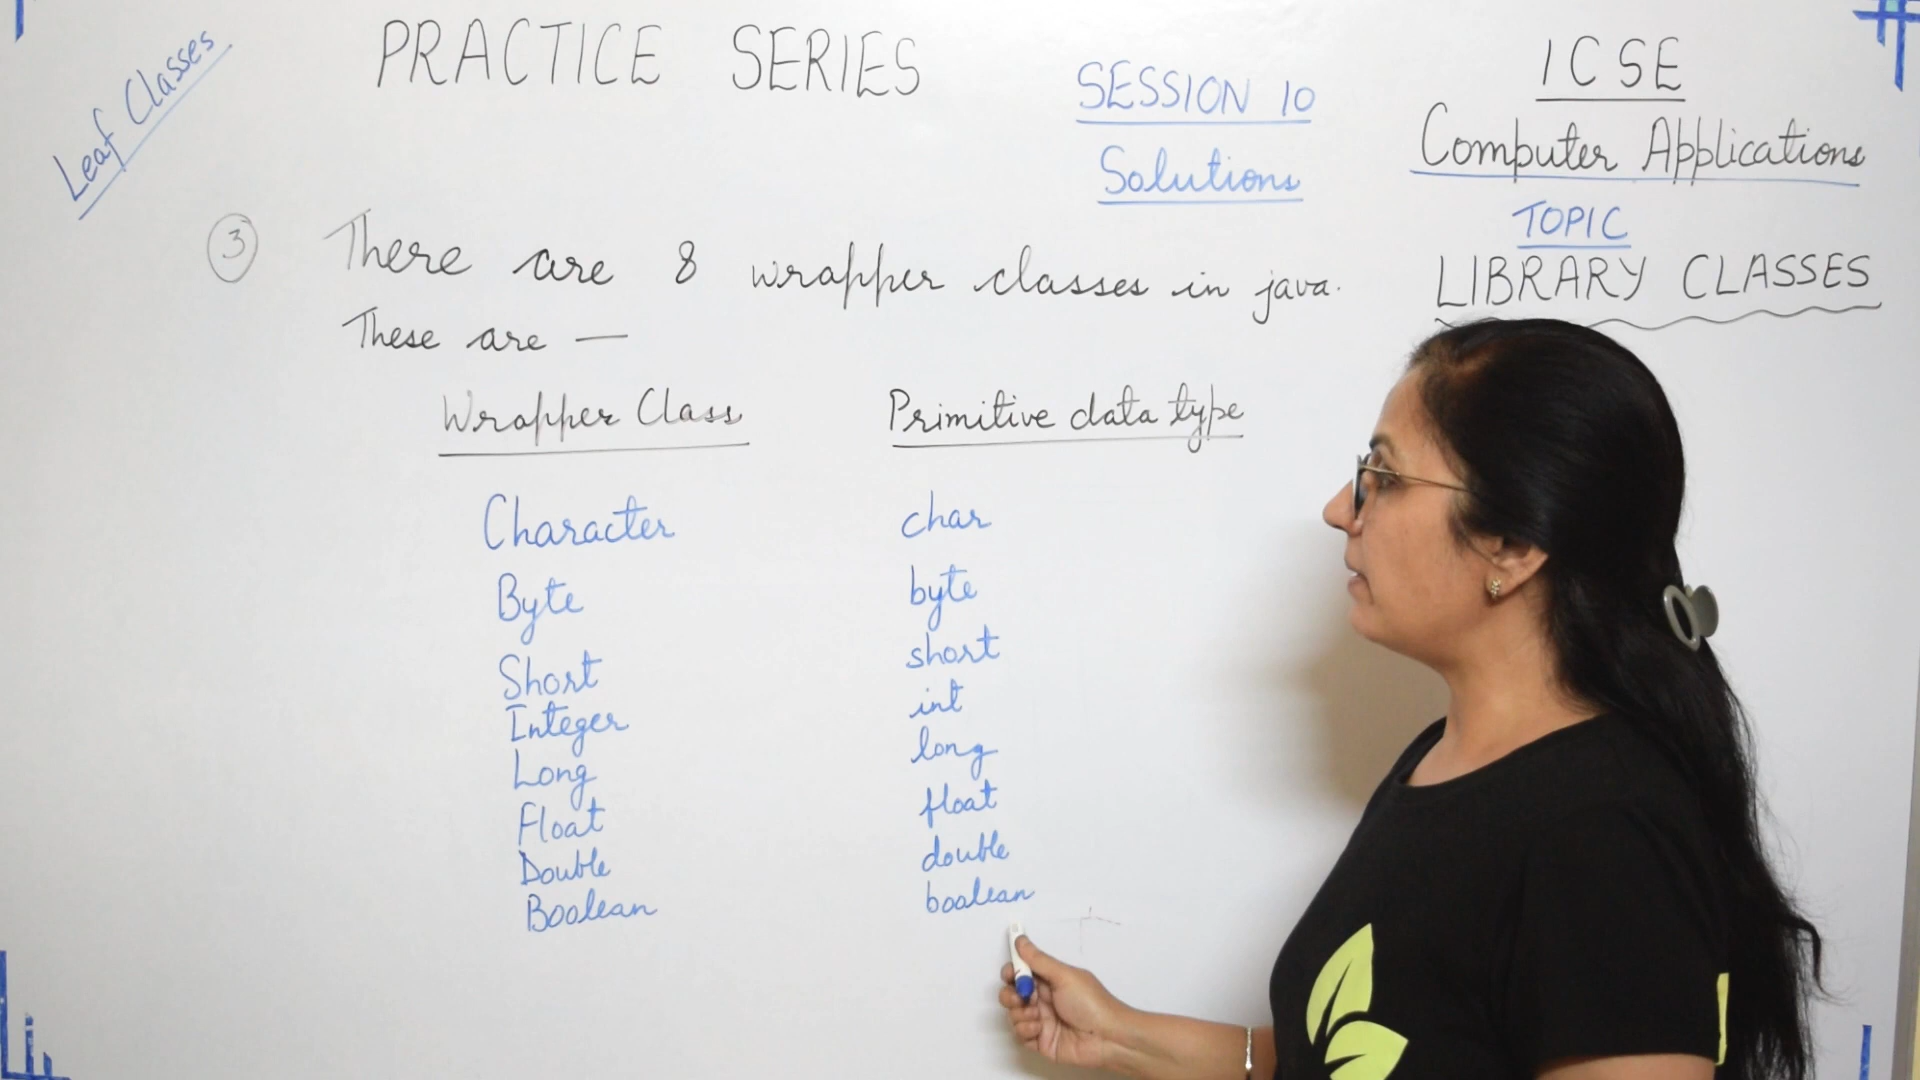 Leaf Classes
PRACTICE SERIES
SESSION 10
Solutions
ICSE
Computer Applications
TOPIC
LIBRARY CLASSES
3 There are 8 wrapper classes in java.
These are —
Wrapper Class Primitive data type
Character char
Byte byte
Short short
Integer int
Long long
Float float
Double double
Boolean boolean